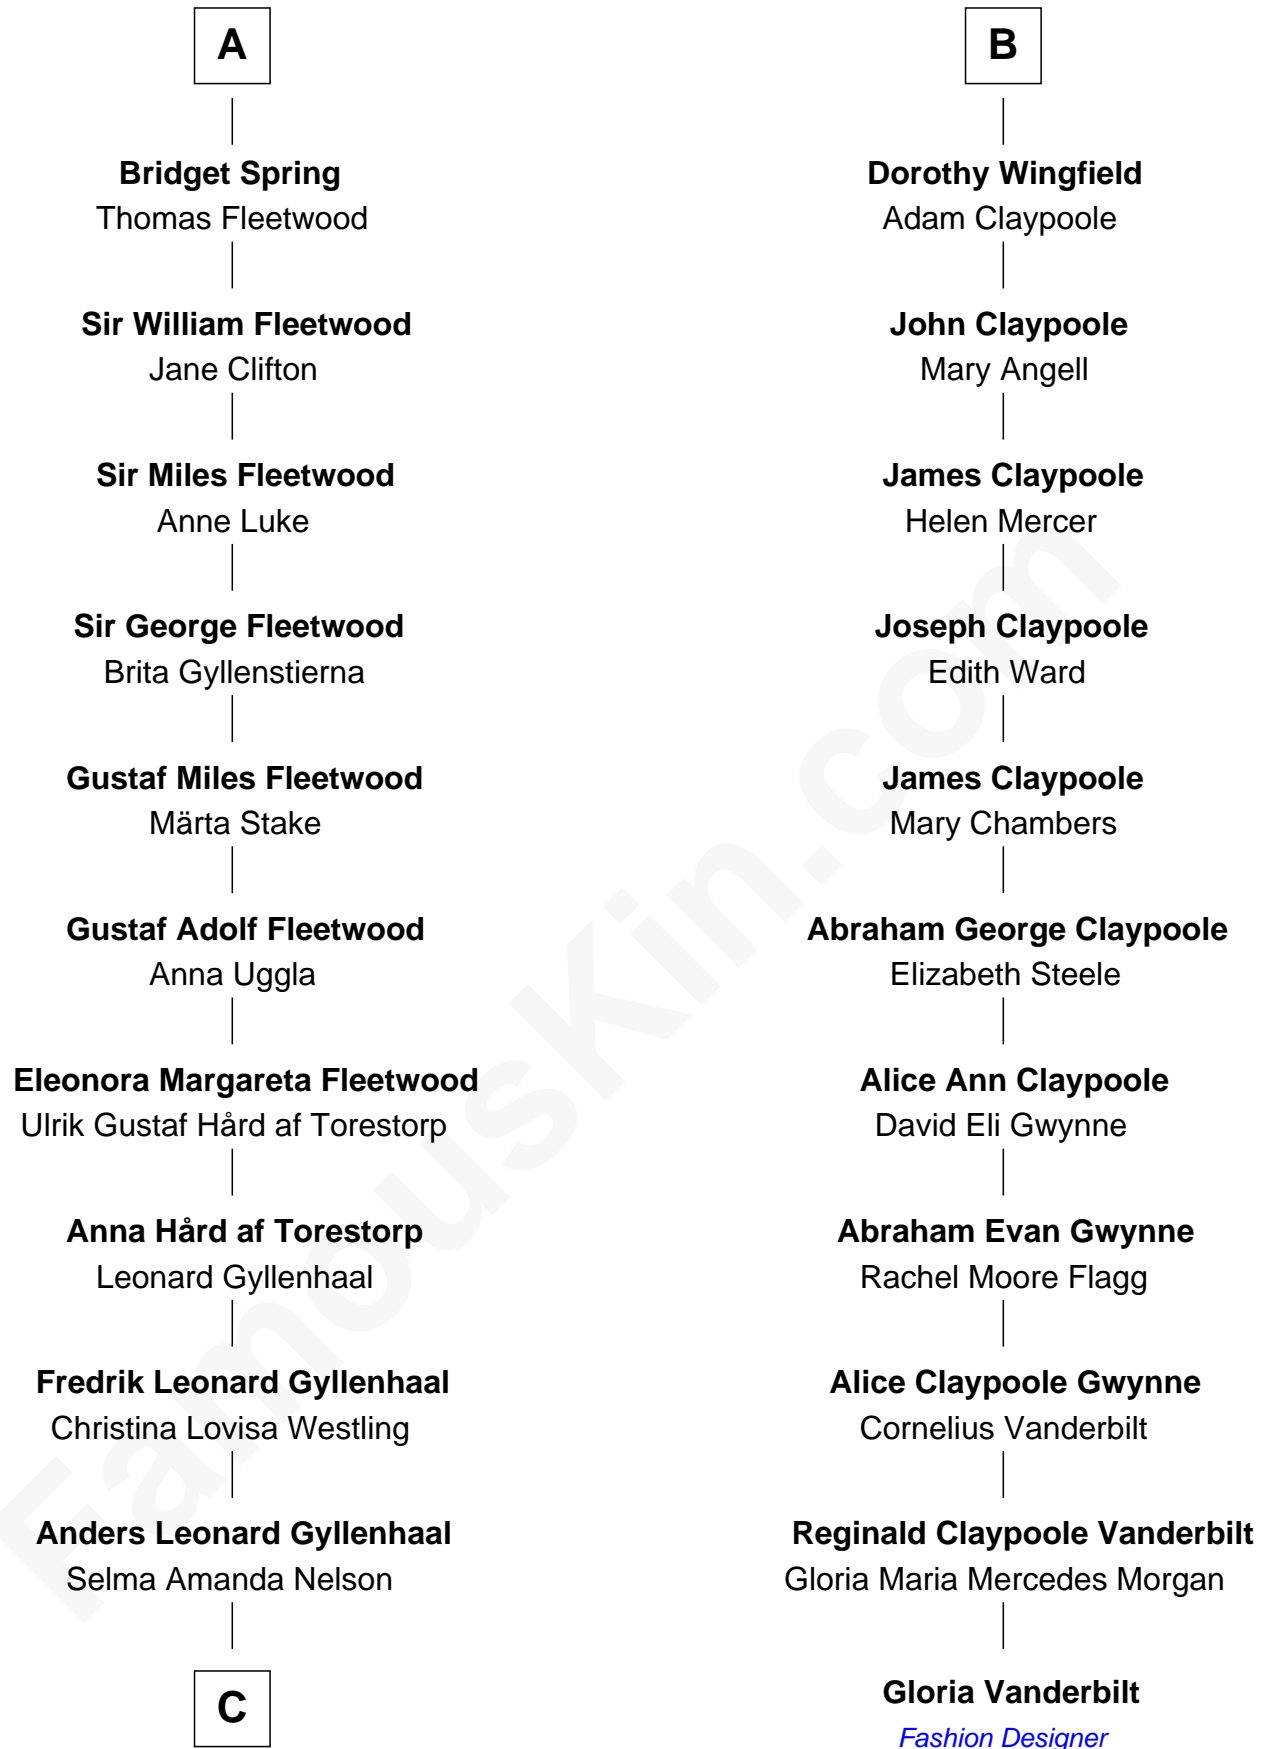 A
Bridget Spring
Thomas Fleetwood
Sir William Fleetwood
Jane Clifton
Sir Miles Fleetwood
Anne Luke
Sir George Fleetwood
Brita Gyllenstierna
Gustaf Miles Fleetwood
Märta Stake
Gustaf Adolf Fleetwood
Anna Uggla
Eleonora Margareta Fleetwood
Ulrik Gustaf Hård af Torestorp
Anna Hård af Torestorp
Leonard Gyllenhaal
Fredrik Leonard Gyllenhaal
Christina Lovisa Westling
Anders Leonard Gyllenhaal
Selma Amanda Nelson
C
B
Dorothy Wingfield
Adam Claypoole
John Claypoole
Mary Angell
James Claypoole
Helen Mercer
Joseph Claypoole
Edith Ward
James Claypoole
Mary Chambers
Abraham George Claypoole
Elizabeth Steele
Alice Ann Claypoole
David Eli Gwynne
Abraham Evan Gwynne
Rachel Moore Flagg
Alice Claypoole Gwynne
Cornelius Vanderbilt
Reginald Claypoole Vanderbilt
Gloria Maria Mercedes Morgan
Gloria Vanderbilt
Fashion Designer
FamousKin.com